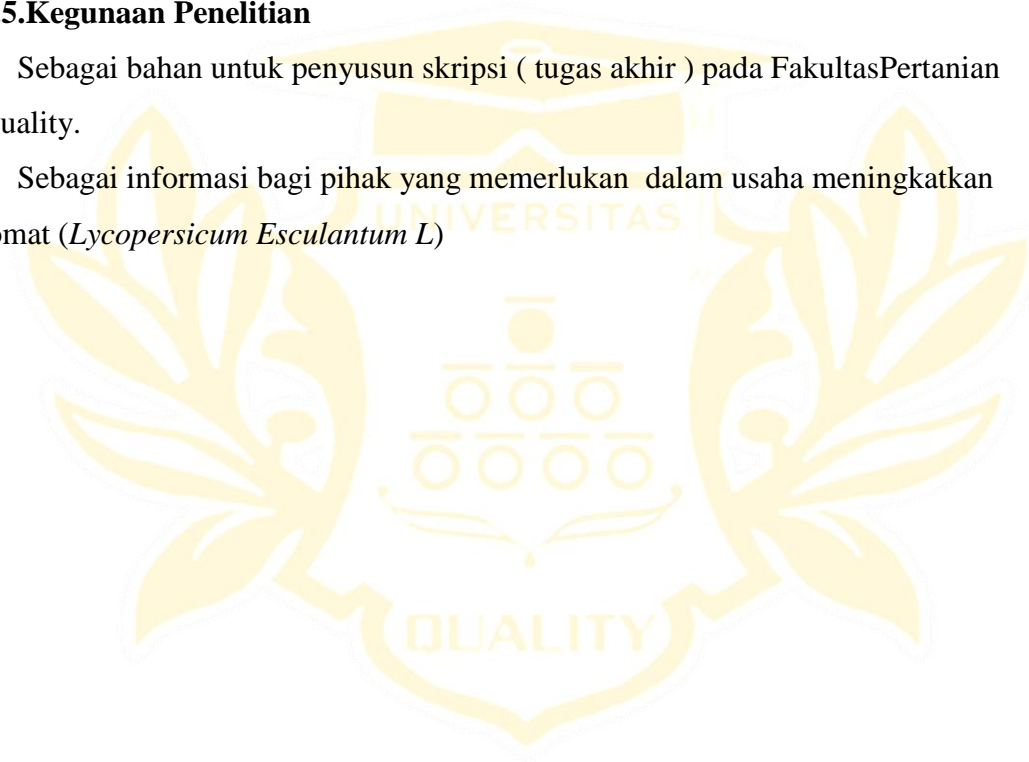 .5.Kegunaan Penelitian
Sebagai bahan untuk penyusun skripsi ( tugas akhir ) pada FakultasPertanian
uality.
Sebagai informasi bagi pihak yang memerlukan  dalam usaha meningkatkan
omat (Lycopersicum Esculantum L)
UNIVERSITAS
QUALITY